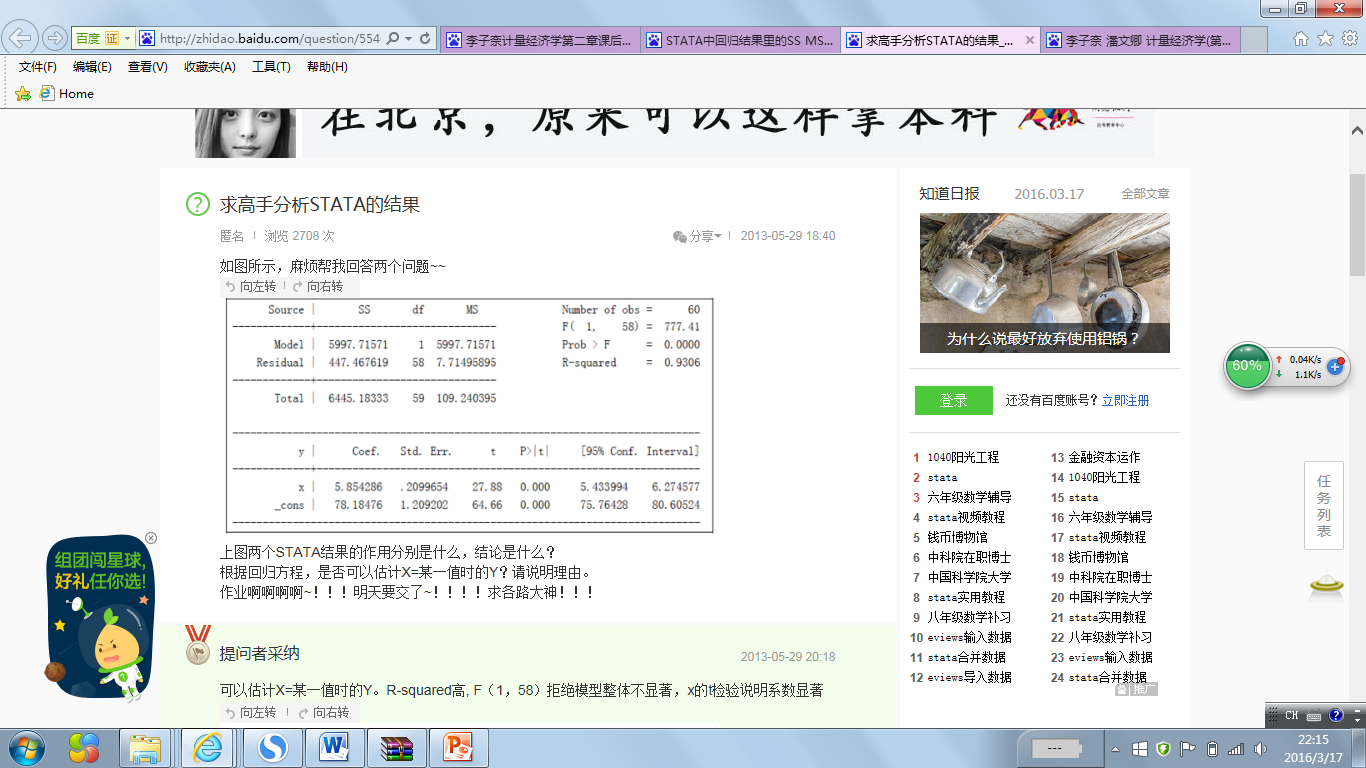 百度 证 http://zhidao.baidu.com/question/554
李子奈计量经济学第二章课后...
STATA中回归结果里的SS MS...
求高手分析STATA的结果_...
李子奈 潘文卿 计量经济学(第...
文件(F) 编辑(E) 查看(V) 收藏夹(A) 工具(T) 帮助(H)
Home
在北京，原来可以这样拿本科
求高手分析STATA的结果
匿名 | 浏览 2708 次 分享 | 2013-05-29 18:40
如图所示，麻烦帮我回答两个问题~~
向左转 | 向右转
Source | SS df MS Number of obs = 60
F( 1, 58) = 777.41
Model | 5997.71571 1 5997.71571 Prob > F = 0.0000
Residual | 447.467619 58 7.71495895 R-squared = 0.9306
Total | 6445.18333 59 109.240395
y | Coef. Std. Err. t P>|t| [95% Conf. Interval]
x | 5.854286 .2099654 27.88 0.000 5.433994 6.274577
_cons | 78.18476 1.209202 64.66 0.000 75.76428 80.60524
上图两个STATA结果的作用分别是什么，结论是什么？
根据回归方程，是否可以估计X=某一值时的Y？请说明理由。
作业啊啊啊啊~！！！明天要交了~！！！！求各路大神！！！
提问者采纳 2013-05-29 20:18
可以估计X=某一值时的Y。R-squared高, F（1，58）拒绝模型整体不显著，x的t检验说明系数显著
向左转 | 向右转
知道日报 2016.03.17 全部文章
为什么说最好放弃使用铝锅？
登录 还没有百度账号？立即注册
1 1040阳光工程
2 stata
3 六年级数学辅导
4 stata视频教程
5 钱币博物馆
6 中科院在职博士
7 中国科学院大学
8 stata实用教程
9 八年级数学补习
10 eviews输入数据
11 stata合并数据
12 eviews导入数据
13 金融资本运作
14 1040阳光工程
15 stata
16 六年级数学辅导
17 stata视频教程
18 钱币博物馆
19 中科院在职博士
20 中国科学院大学
21 stata实用教程
22 八年级数学补习
23 eviews输入数据
24 stata合并数据
推广
60%
0.04K/s
1.1K/s
任务列表
组团闯星球,
好礼任你选!
CH
---
22:15
2016/3/17